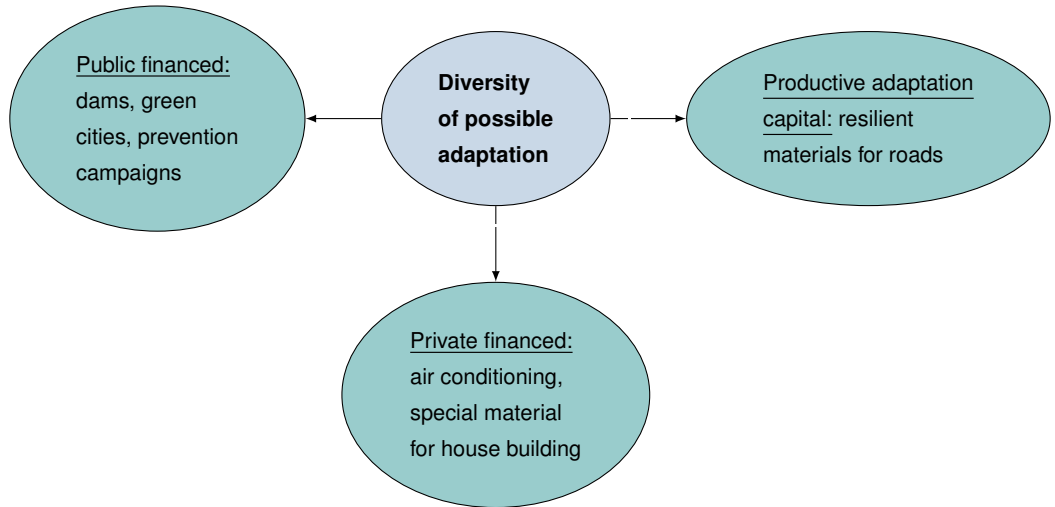 Public financed:
dams, green
cities, prevention
campaigns
Diversity
of possible
adaptation
Productive adaptation
capital: resilient
materials for roads
Private financed:
air conditioning,
special material
for house building